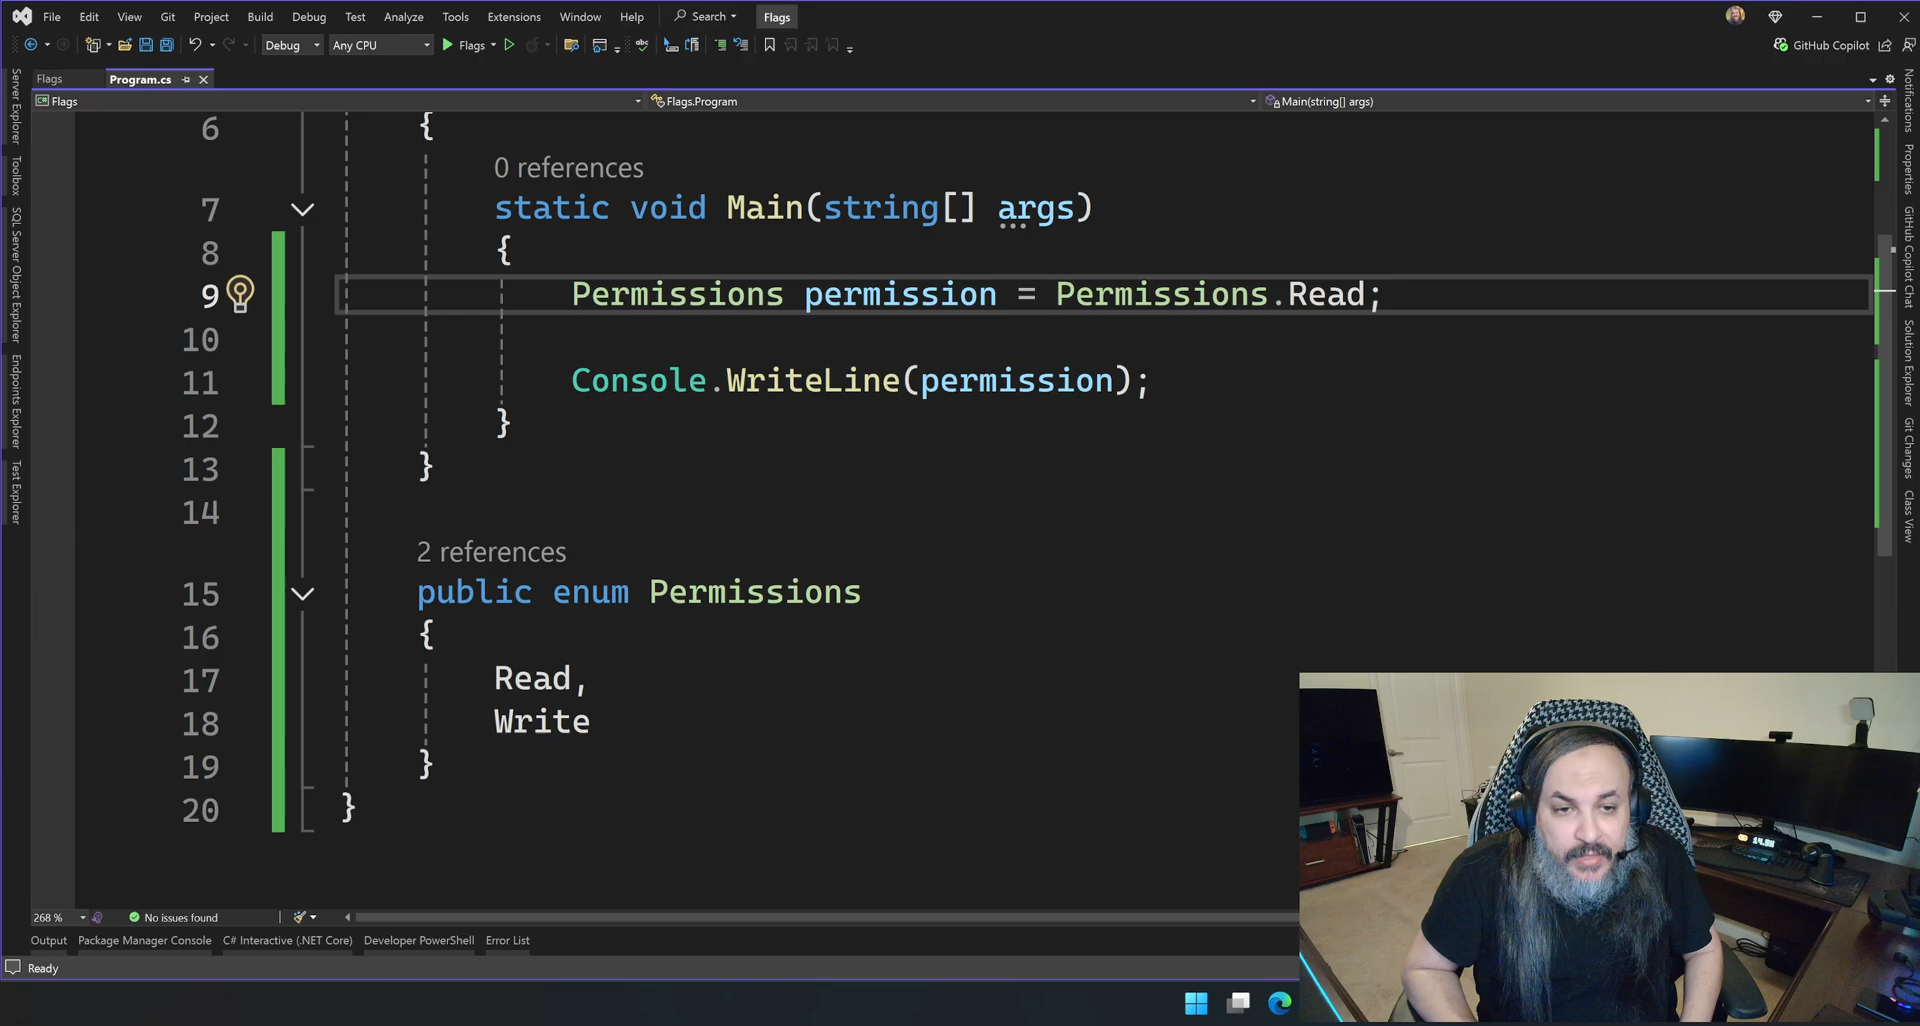 File Edit View Git Project Build Debug Test Analyze Tools Extensions Window Help Search Flags
Debug Any CPU Flags GitHub Copilot
Flags Program.cs
Flags Flags.Program Main(string[] args)
Server Explorer
Toolbox
SQL Server Object Explorer
Endpoints Explorer
Test Explorer
6 {
0 references
7 static void Main(string[] args)
8 {
9 Permissions permission = Permissions.Read;
10
11 Console.WriteLine(permission);
12 }
13 }
14
2 references
15 public enum Permissions
16 {
17 Read,
18 Write
19 }
20 }
Notifications
Properties
GitHub Copilot Chat
Solution Explorer
Git Changes
Class View
268 % No issues found
Output Package Manager Console C# Interactive (.NET Core) Developer PowerShell Error List
Ready